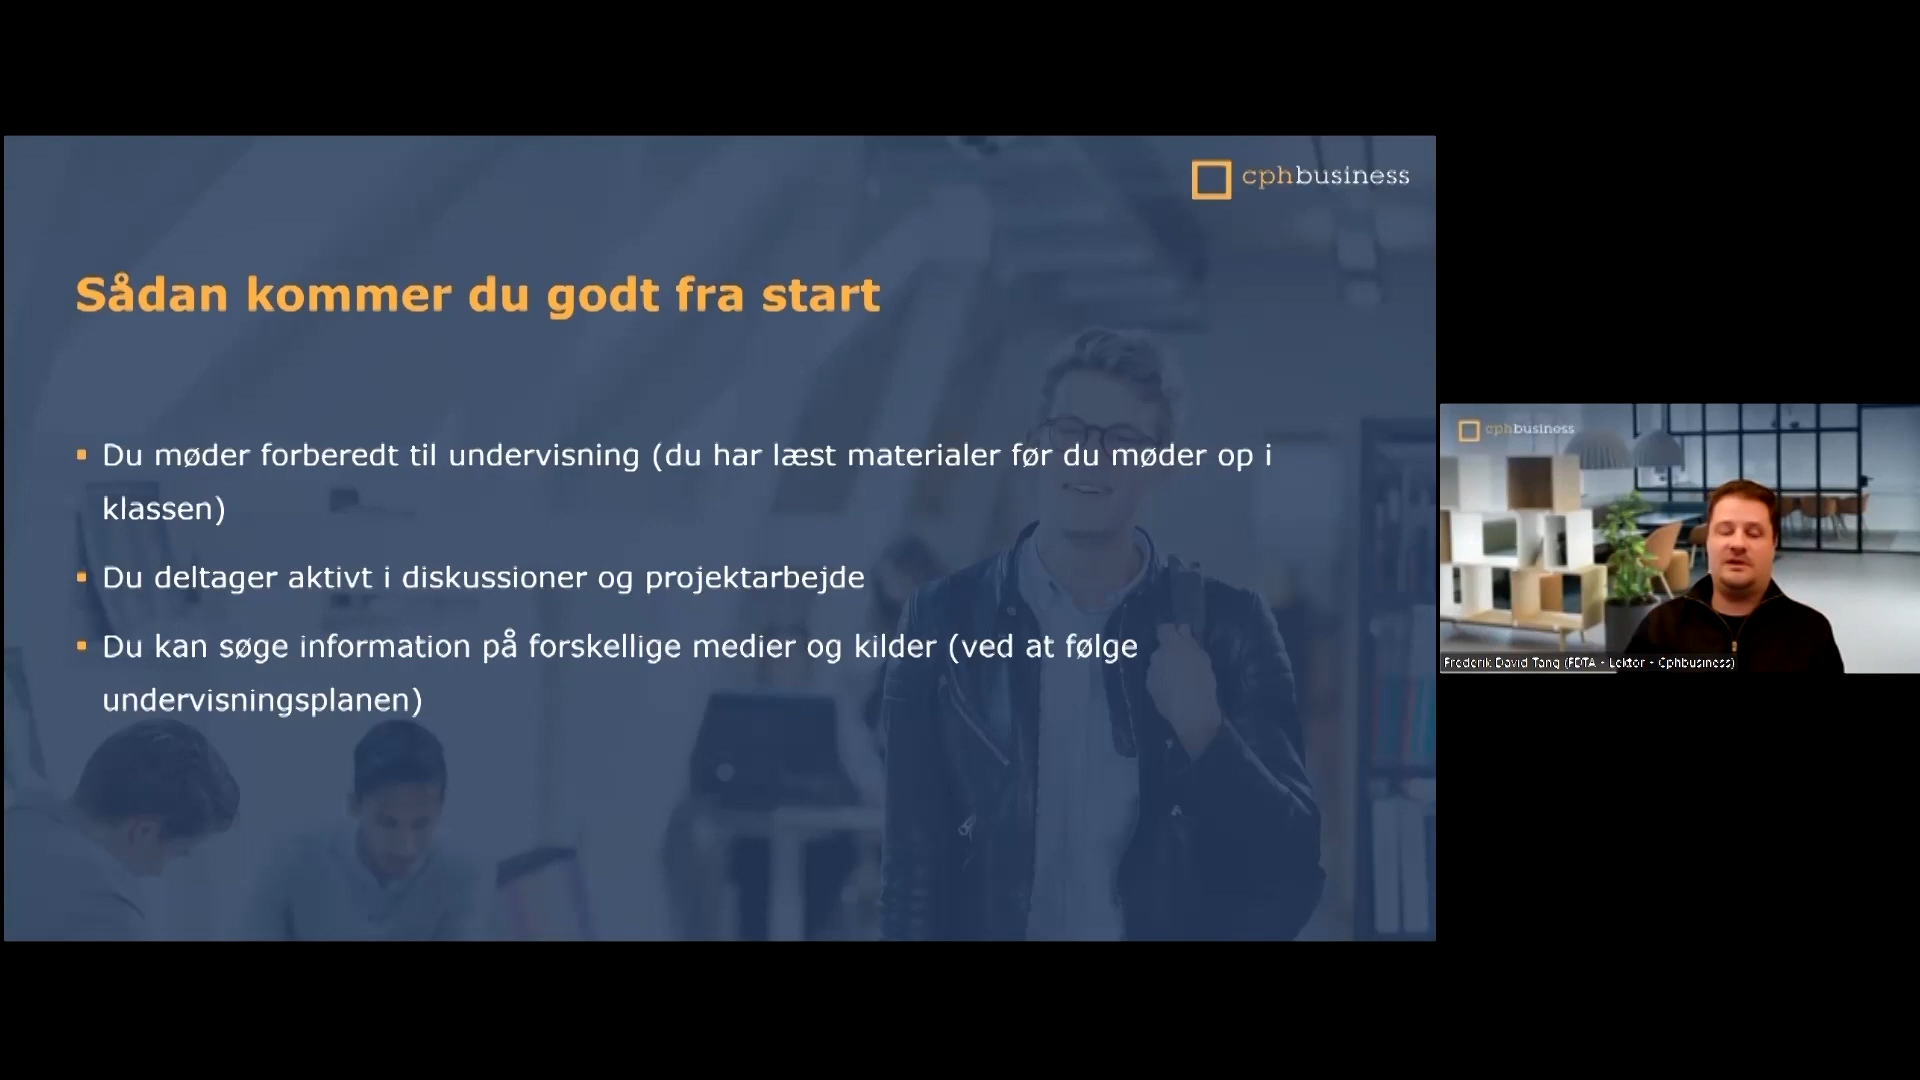 cphbusiness
Sådan kommer du godt fra start
▪ Du møder forberedt til undervisning (du har læst materialer før du møder op i
klassen)
▪ Du deltager aktivt i diskussioner og projektarbejde
▪ Du kan søge information på forskellige medier og kilder (ved at følge
undervisningsplanen)
cphbusiness
Frederik David Tang (FDTA - Lektor - Cphbusiness)